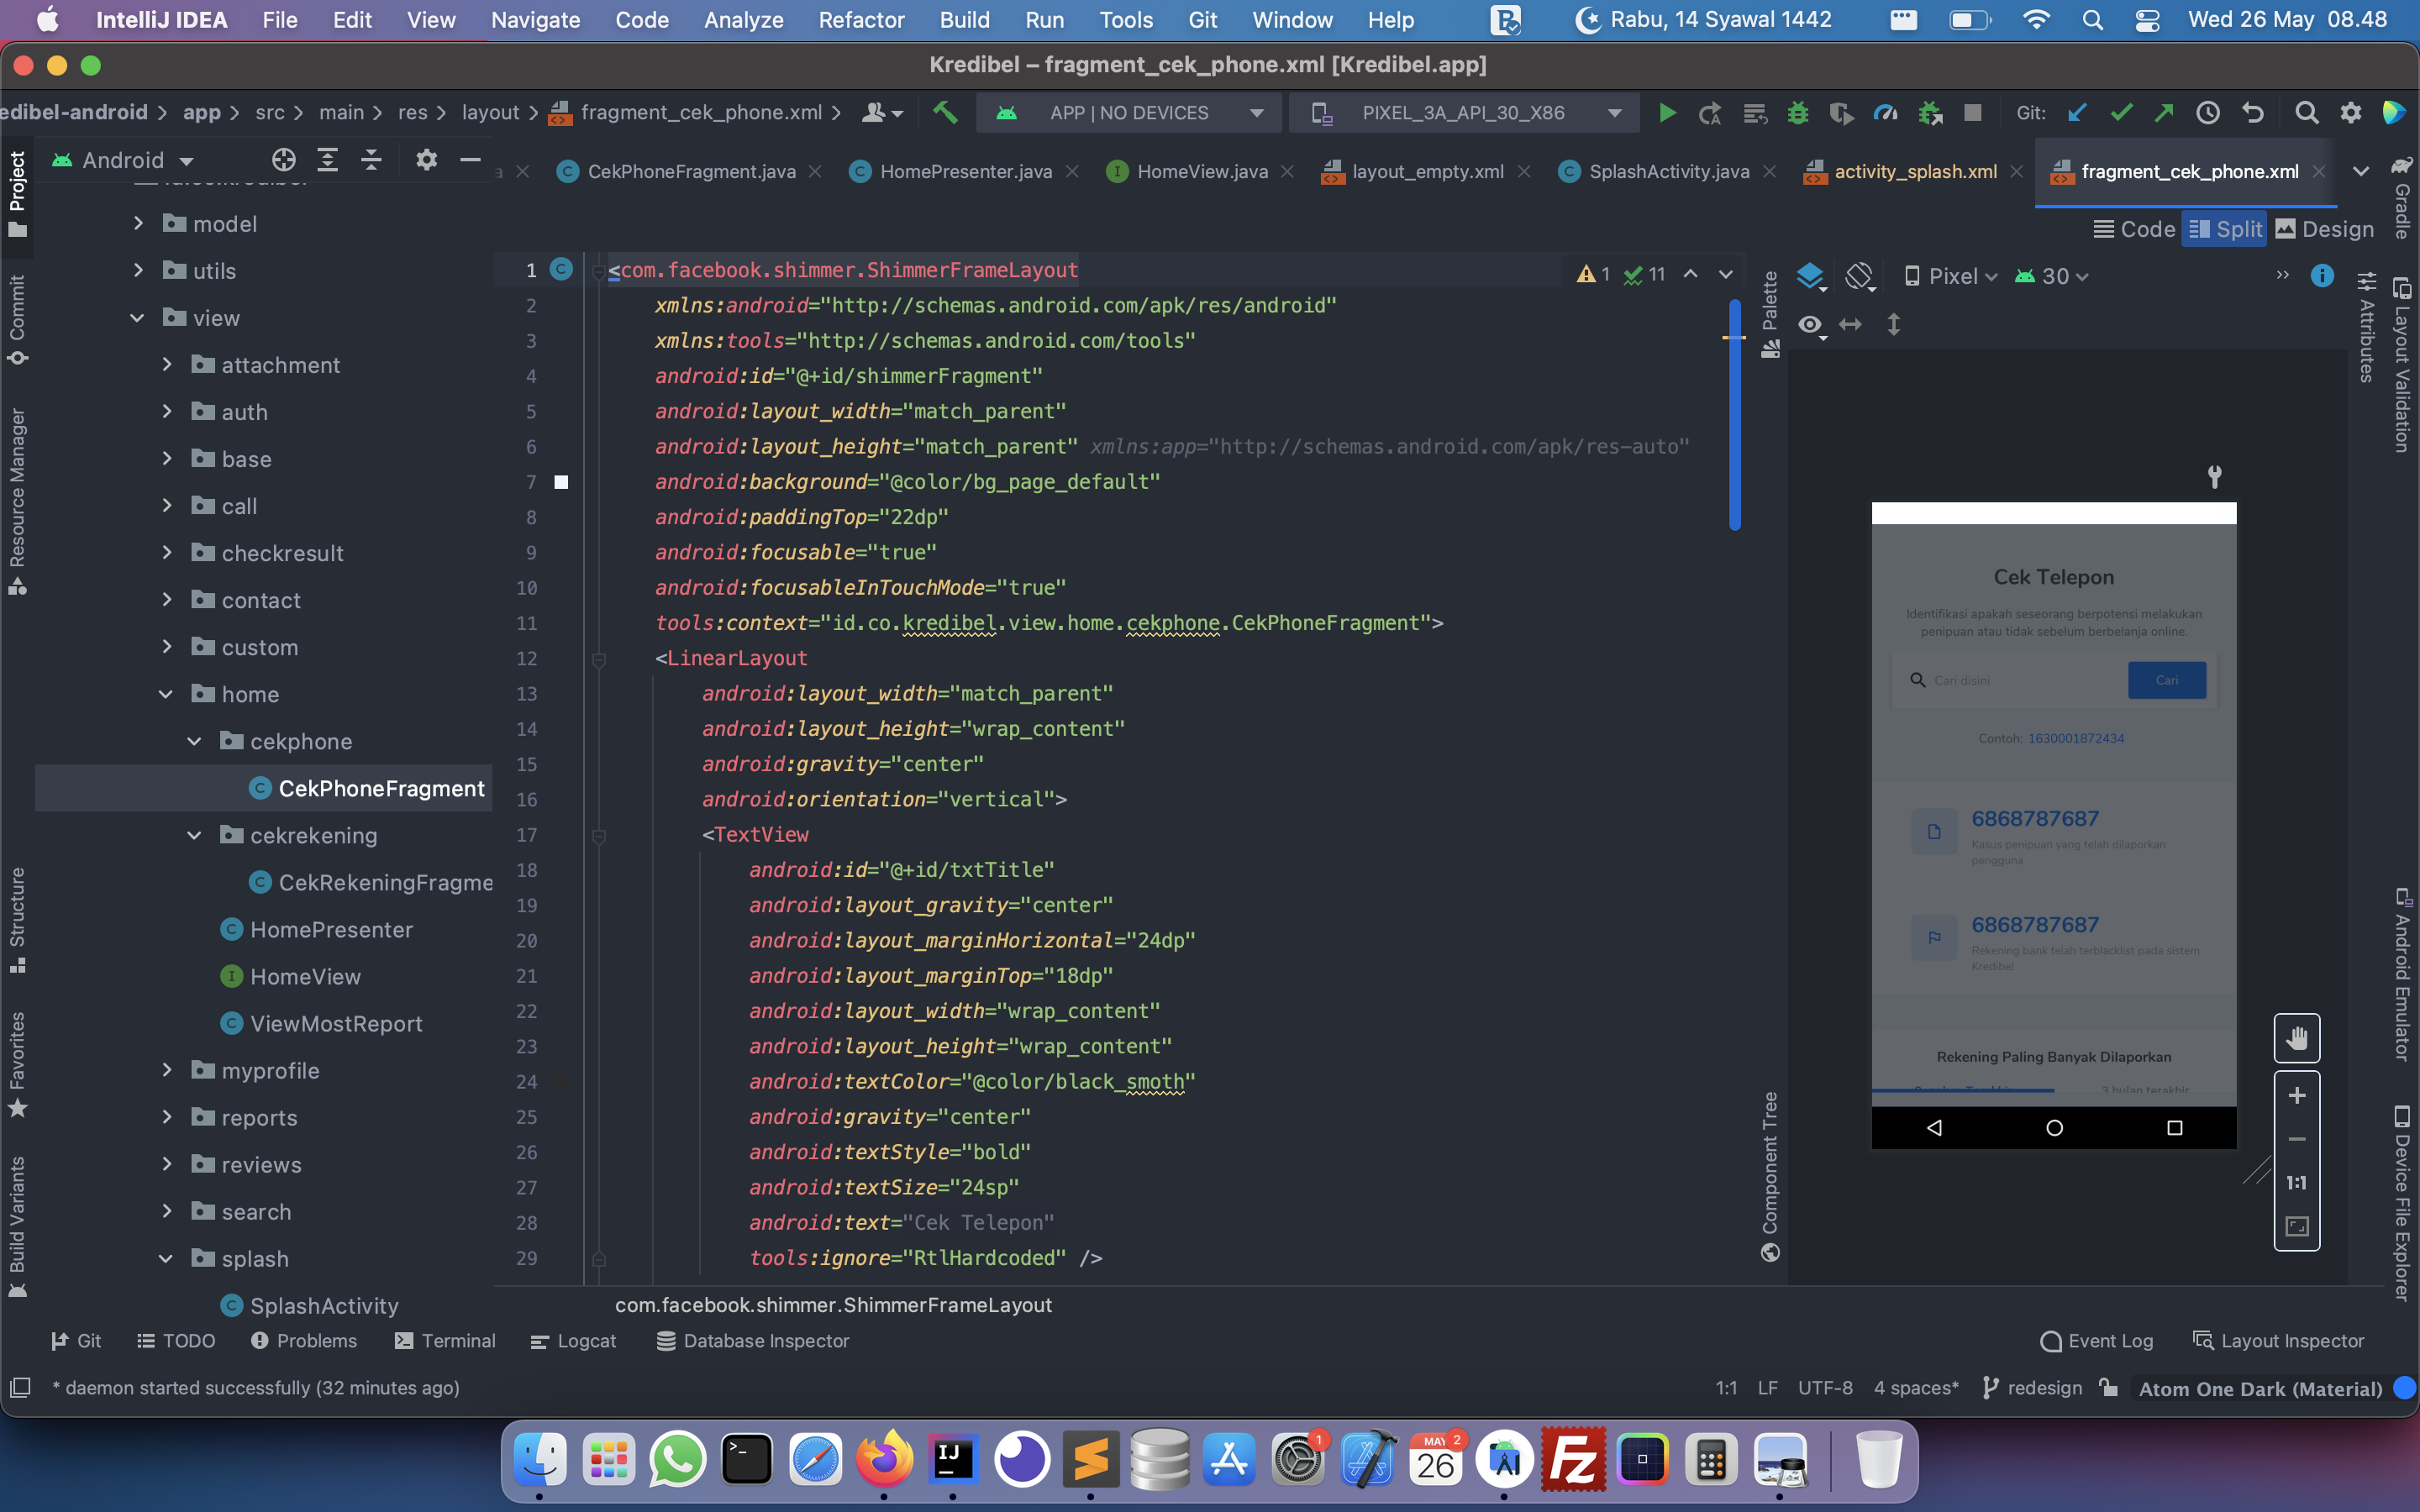 IntelliJ IDEA File Edit View Navigate Code Analyze Refactor Build Run Tools Git Window Help Rabu, 14 Syawal 1442 Wed 26 May 08.48
Kredibel – fragment_cek_phone.xml [Kredibel.app]
edibel-android app src main res layout fragment_cek_phone.xml APP | NO DEVICES PIXEL_3A_API_30_X86 Git:
Android
CekPhoneFragment.java HomePresenter.java HomeView.java layout_empty.xml SplashActivity.java activity_splash.xml fragment_cek_phone.xml
Code Split Design
Project
Commit
Resource Manager
Structure
Favorites
Build Variants
model
utils
view
attachment
auth
base
call
checkresult
contact
custom
home
cekphone
CekPhoneFragment
cekrekening
CekRekeningFragme
HomePresenter
HomeView
ViewMostReport
myprofile
reports
reviews
search
splash
SplashActivity
1 <com.facebook.shimmer.ShimmerFrameLayout
2 xmlns:android="http://schemas.android.com/apk/res/android"
3 xmlns:tools="http://schemas.android.com/tools"
4 android:id="@+id/shimmerFragment"
5 android:layout_width="match_parent"
6 android:layout_height="match_parent" xmlns:app="http://schemas.android.com/apk/res-auto"
7 android:background="@color/bg_page_default"
8 android:paddingTop="22dp"
9 android:focusable="true"
10 android:focusableInTouchMode="true"
11 tools:context="id.co.kredibel.view.home.cekphone.CekPhoneFragment">
12 <LinearLayout
13 android:layout_width="match_parent"
14 android:layout_height="wrap_content"
15 android:gravity="center"
16 android:orientation="vertical">
17 <TextView
18 android:id="@+id/txtTitle"
19 android:layout_gravity="center"
20 android:layout_marginHorizontal="24dp"
21 android:layout_marginTop="18dp"
22 android:layout_width="wrap_content"
23 android:layout_height="wrap_content"
24 android:textColor="@color/black_smoth"
25 android:gravity="center"
26 android:textStyle="bold"
27 android:textSize="24sp"
28 android:text="Cek Telepon"
29 tools:ignore="RtlHardcoded" />
1 11
com.facebook.shimmer.ShimmerFrameLayout
Palette
Component Tree
Pixel 30
Cek Telepon
Identifikasi apakah seseorang berpotensi melakukan
penipuan atau tidak sebelum berbelanja online.
Cari disini Cari
Contoh: 1630001872434
6868787687
Kasus penipuan yang telah dilaporkan
pengguna
6868787687
Rekening bank telah terblacklist pada sistem
Kredibel
Rekening Paling Banyak Dilaporkan
3 bulan terakhir
1:1
Attributes
Gradle
Layout Validation
Android Emulator
Device File Explorer
Git TODO Problems Terminal Logcat Database Inspector Event Log Layout Inspector
* daemon started successfully (32 minutes ago) 1:1 LF UTF-8 4 spaces* redesign Atom One Dark (Material)
IJ
1
MAY 2
26
Fz